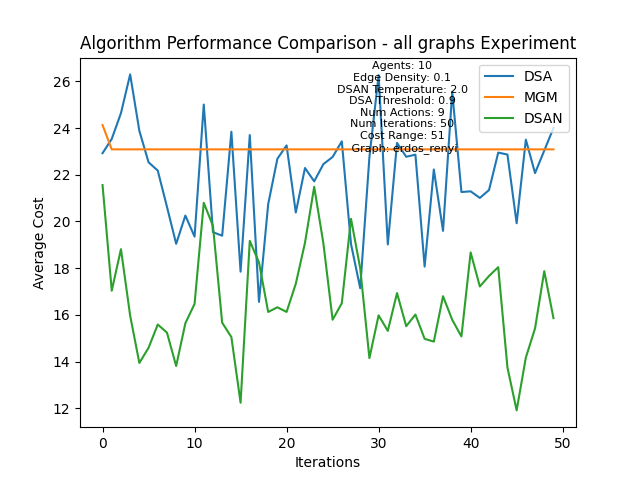 Algorithm Performance Comparison - all graphs Experiment
Agents: 10
Edge Density: 0.1
DSAN Temperature: 2.0
DSA Threshold: 0.9
Num Actions: 9
Num Iterations: 50
Cost Range: 51
Graph: erdos_renyi
DSA
MGM
DSAN
Average Cost
26
24
22
20
18
16
14
12
0
10
20
30
40
50
Iterations